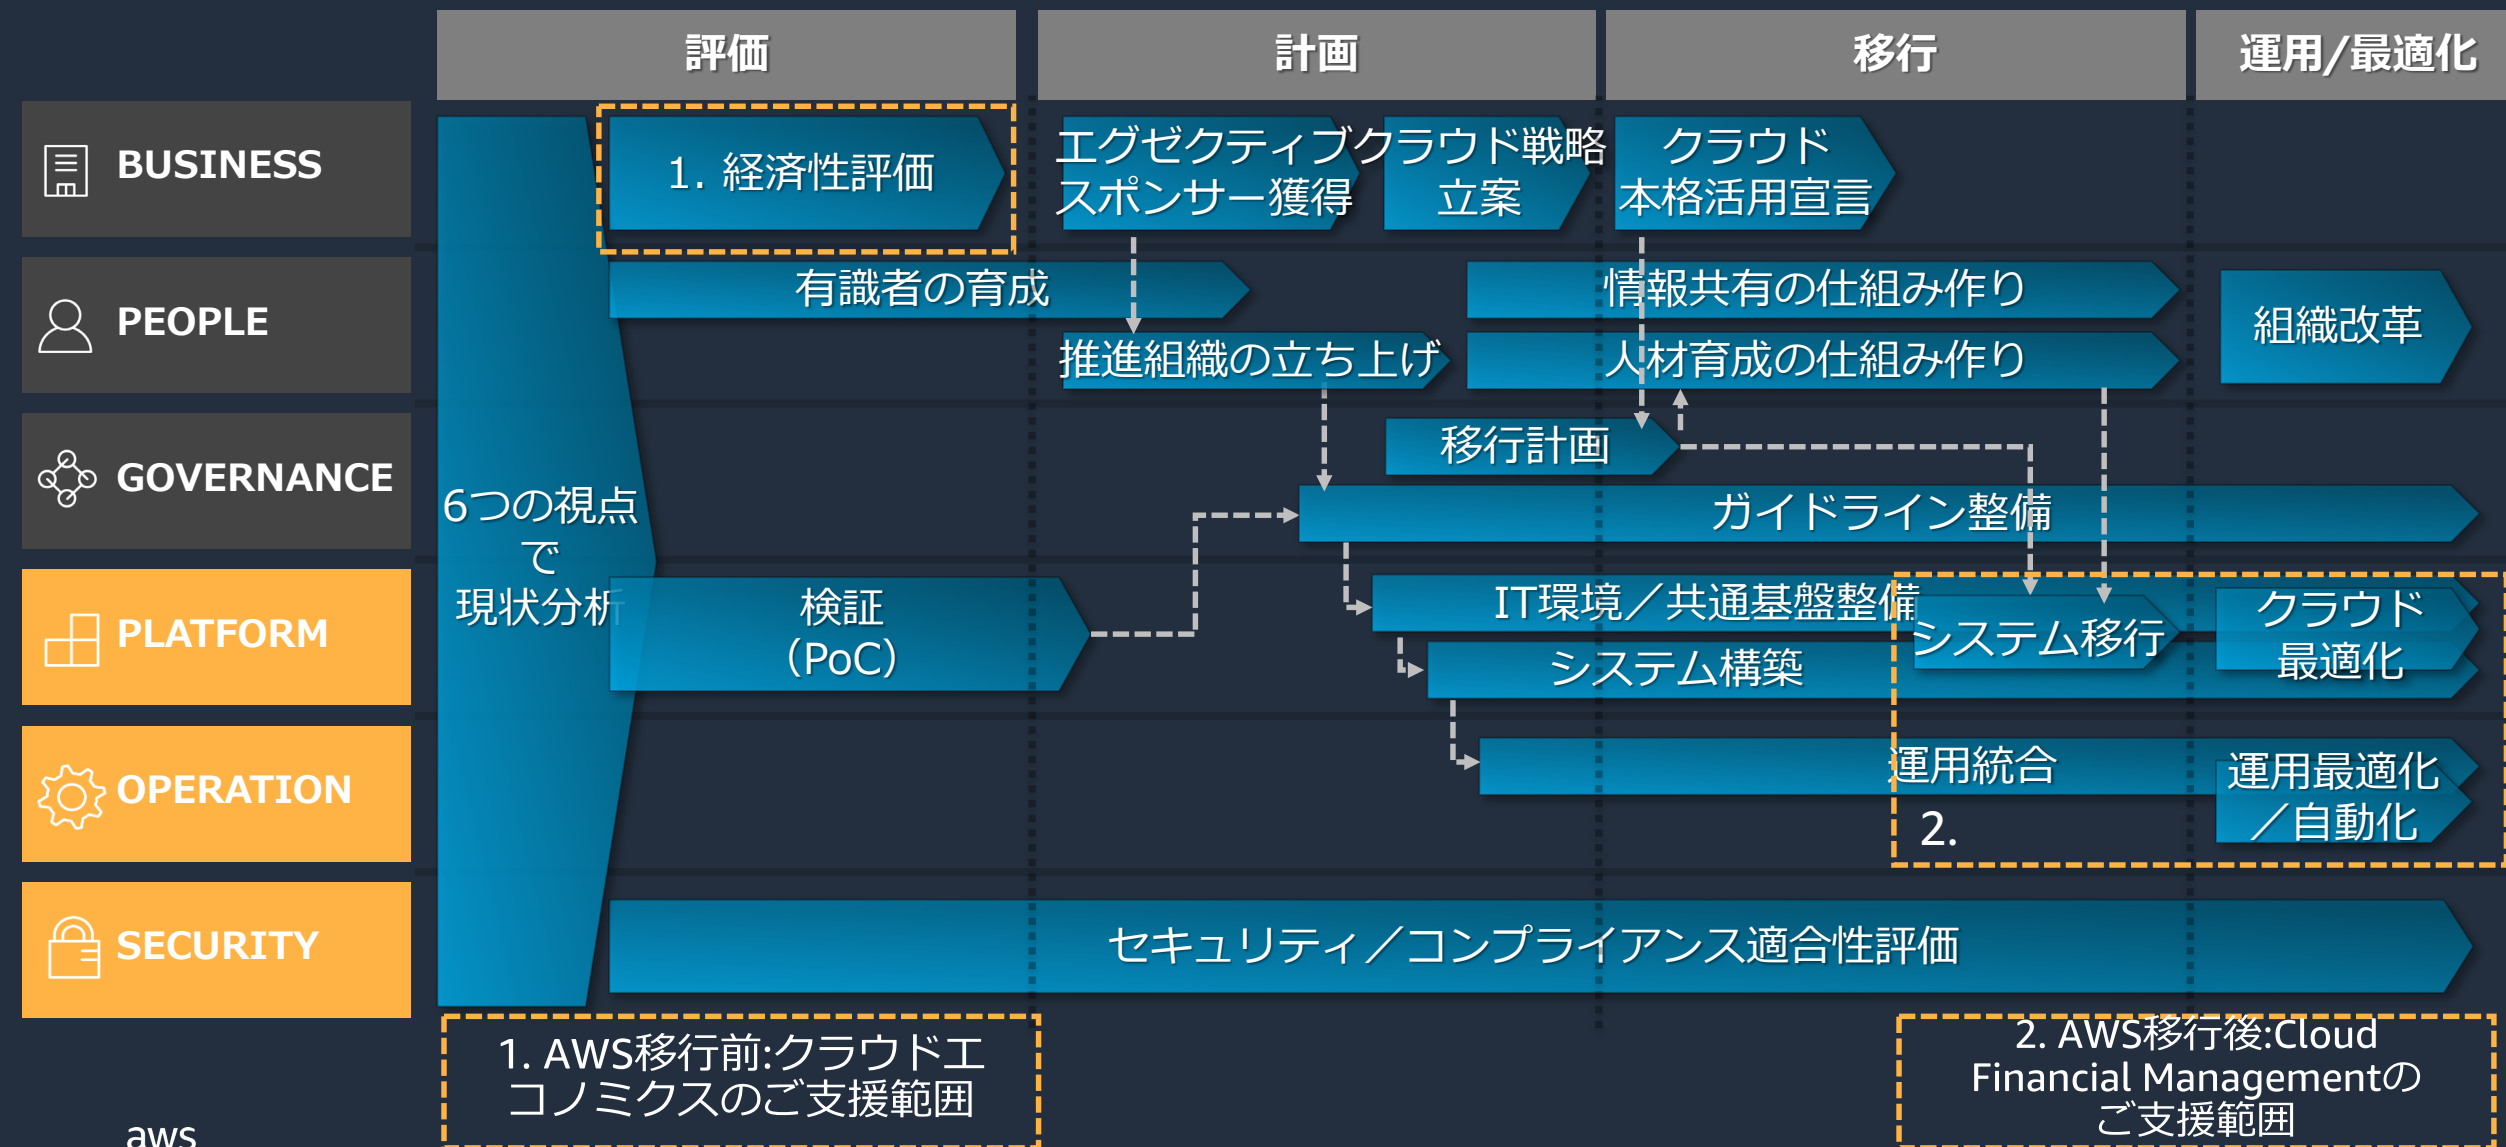 評価
計画
移行
運用/最適化
BUSINESS
1. 経済性評価
エグゼクティブ
スポンサー獲得
クラウド戦略
立案
クラウド
本格活用宣言
PEOPLE
有識者の育成
情報共有の仕組み作り
組織改革
推進組織の立ち上げ
人材育成の仕組み作り
GOVERNANCE
移行計画
ガイドライン整備
6つの視点
で
現状分析
PLATFORM
検証
（PoC）
IT環境／共通基盤整備
システム移行
クラウド
最適化
システム構築
OPERATION
運用統合
運用最適化
／自動化
2.
SECURITY
セキュリティ／コンプライアンス適合性評価
1. AWS移行前:クラウドエ
コノミクスのご支援範囲
2. AWS移行後:Cloud
Financial Managementの
ご支援範囲
aws